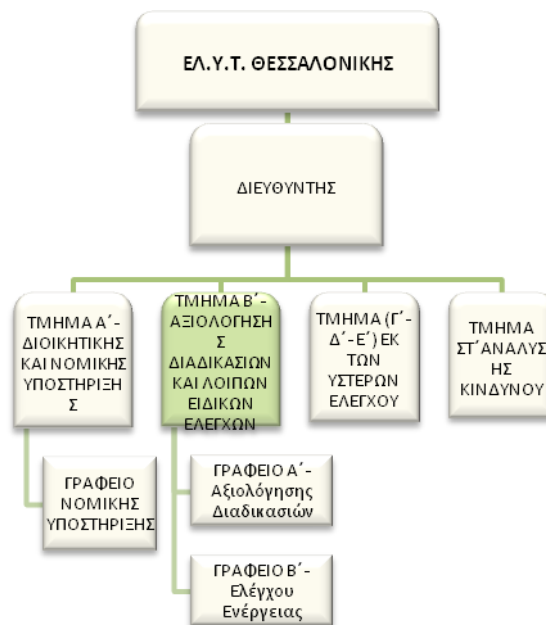 ΕΛ.Υ.Τ. ΘΕΣΣΑΛΟΝΙΚΗΣ
ΔΙΕΥΘΥΝΤΗΣ
ΤΜΗΜΑ Α΄-
ΔΙΟΙΚΗΤΙΚΗΣ
ΚΑΙ ΝΟΜΙΚΗΣ
ΥΠΟΣΤΗΡΙΞΗ
Σ
ΤΜΗΜΑ Β΄-
ΑΞΙΟΛΟΓΗΣΗ
Σ
ΔΙΑΔΙΚΑΣΙΩΝ
ΚΑΙ ΛΟΙΠΩΝ
ΕΙΔΙΚΩΝ
ΕΛΕΓΧΩΝ
ΤΜΗΜΑ (Γ΄-
Δ΄-Ε΄) ΕΚ
ΤΩΝ
ΥΣΤΕΡΩΝ
ΕΛΕΓΧΟΥ
ΤΜΗΜΑ
ΣΤ΄ΑΝΑΛΥΣ
ΗΣ
ΚΙΝΔΥΝΟΥ
ΓΡΑΦΕΙΟ
ΝΟΜΙΚΗΣ
ΥΠΟΣΤΗΡΙΞΗΣ
ΓΡΑΦΕΙΟ Α΄-
Αξιολόγησης
Διαδικασιών
ΓΡΑΦΕΙΟ Β΄-
Ελέγχου
Ενέργειας